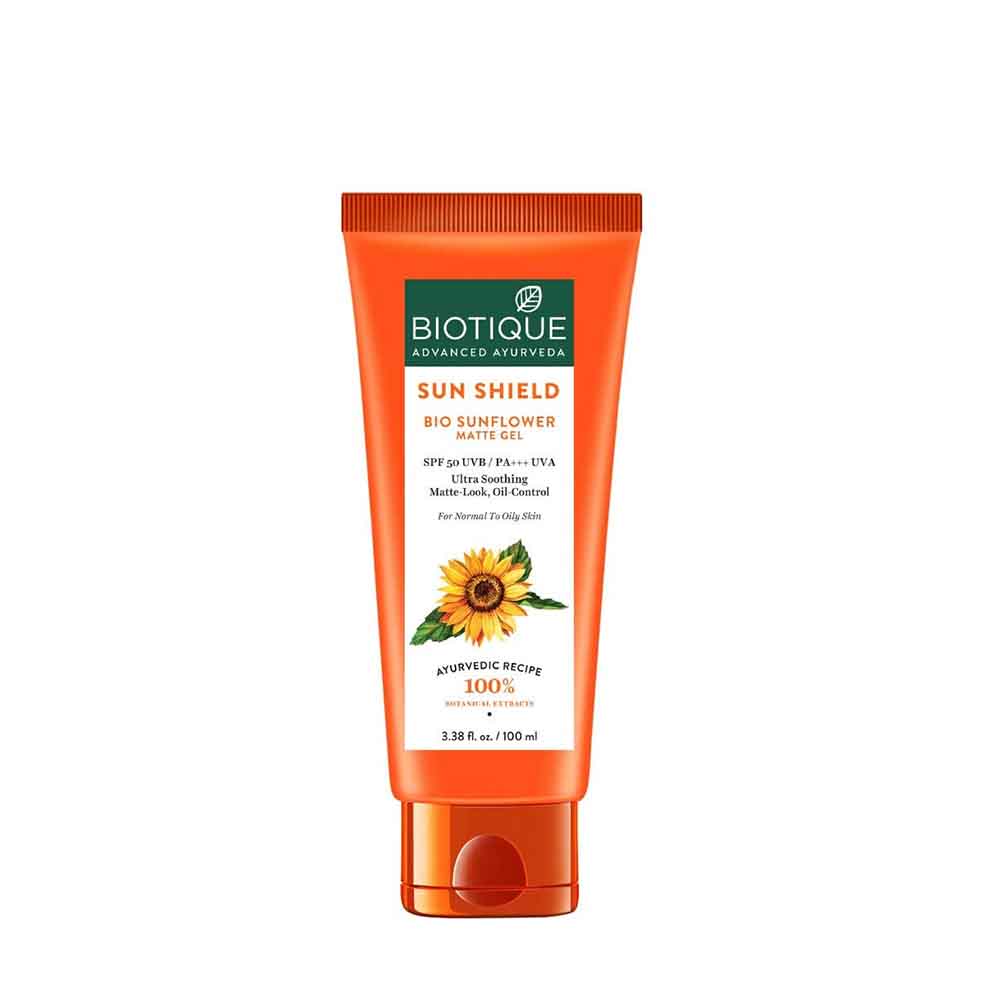 BIOTIQUE
ADVANCED AYURVEDA
SUN SHIELD
BIO SUNFLOWER
MATTE GEL
SPF 50 UVB / PA+++ UVA
Ultra Soothing
Matte-Look, Oil-Control
For Normal To Oily Skin
AYURVEDIC RECIPE
100%
BOTANICAL EXTRACTS
3.38 fl. oz. / 100 ml